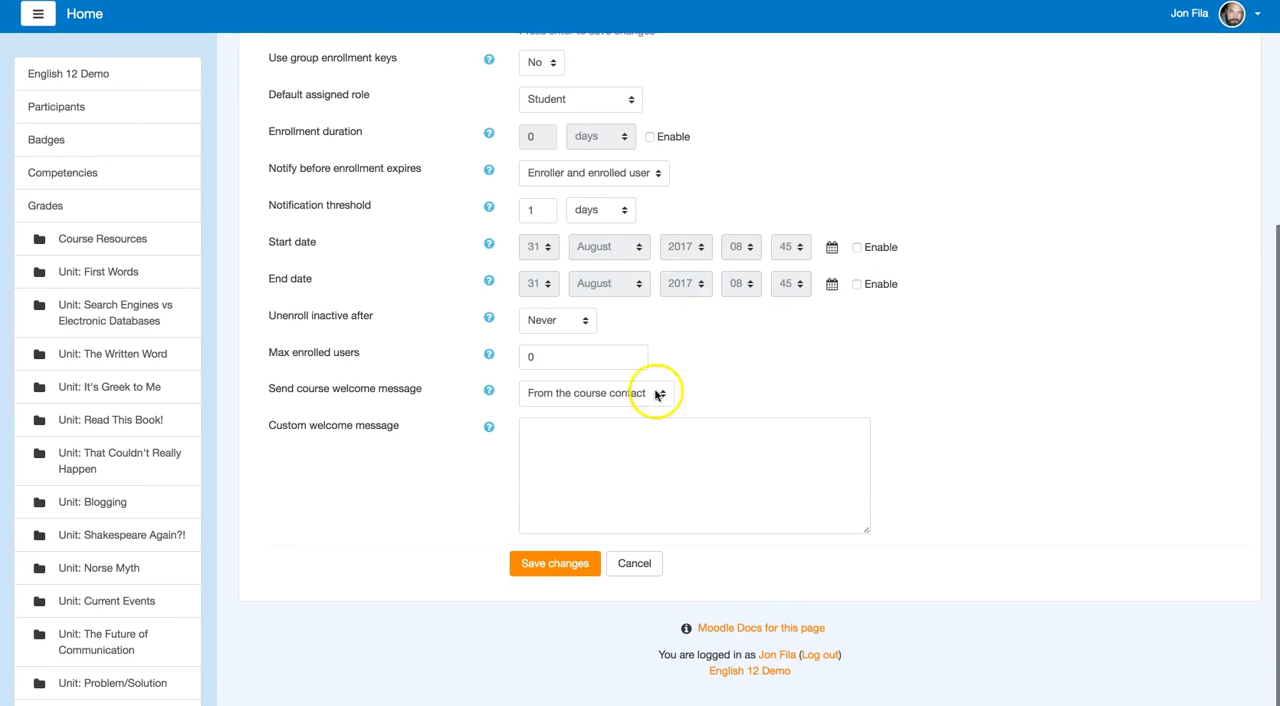 Home
Jon Fila
English 12 Demo
Participants
Badges
Competencies
Grades
Course Resources
Unit: First Words
Unit: Search Engines vs
Electronic Databases
Unit: The Written Word
Unit: It's Greek to Me
Unit: Read This Book!
Unit: That Couldn't Really
Happen
Unit: Blogging
Unit: Shakespeare Again?!
Unit: Norse Myth
Unit: Current Events
Unit: The Future of
Communication
Unit: Problem/Solution
Press enter to save changes
Use group enrollment keys No
Default assigned role Student
Enrollment duration 0 days Enable
Notify before enrollment expires Enroller and enrolled user
Notification threshold 1 days
Start date 31 August 2017 08 45 Enable
End date 31 August 2017 08 45 Enable
Unenroll inactive after Never
Max enrolled users 0
Send course welcome message From the course contact
Custom welcome message
Save changes Cancel
Moodle Docs for this page
You are logged in as Jon Fila (Log out)
English 12 Demo